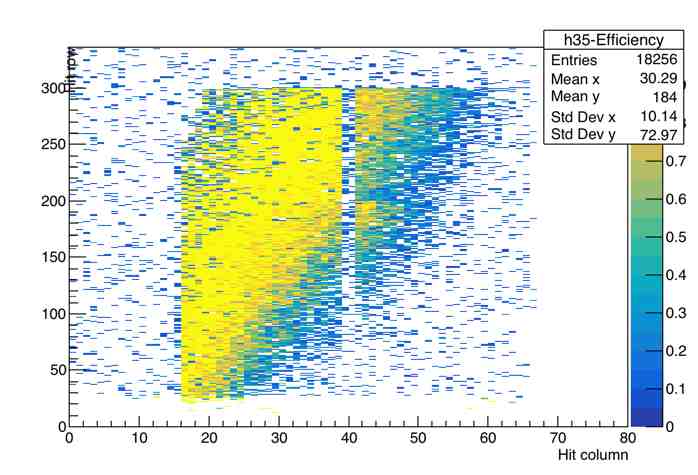 h35-Efficiency
Entries 18256
Mean x 30.29
Mean y 184
Std Dev x 10.14
Std Dev y 72.97
row
300
250
200
150
100
50
0
0 10 20 30 40 50 60 70 80
Hit column
0.7
0.6
0.5
0.4
0.3
0.2
0.1
0